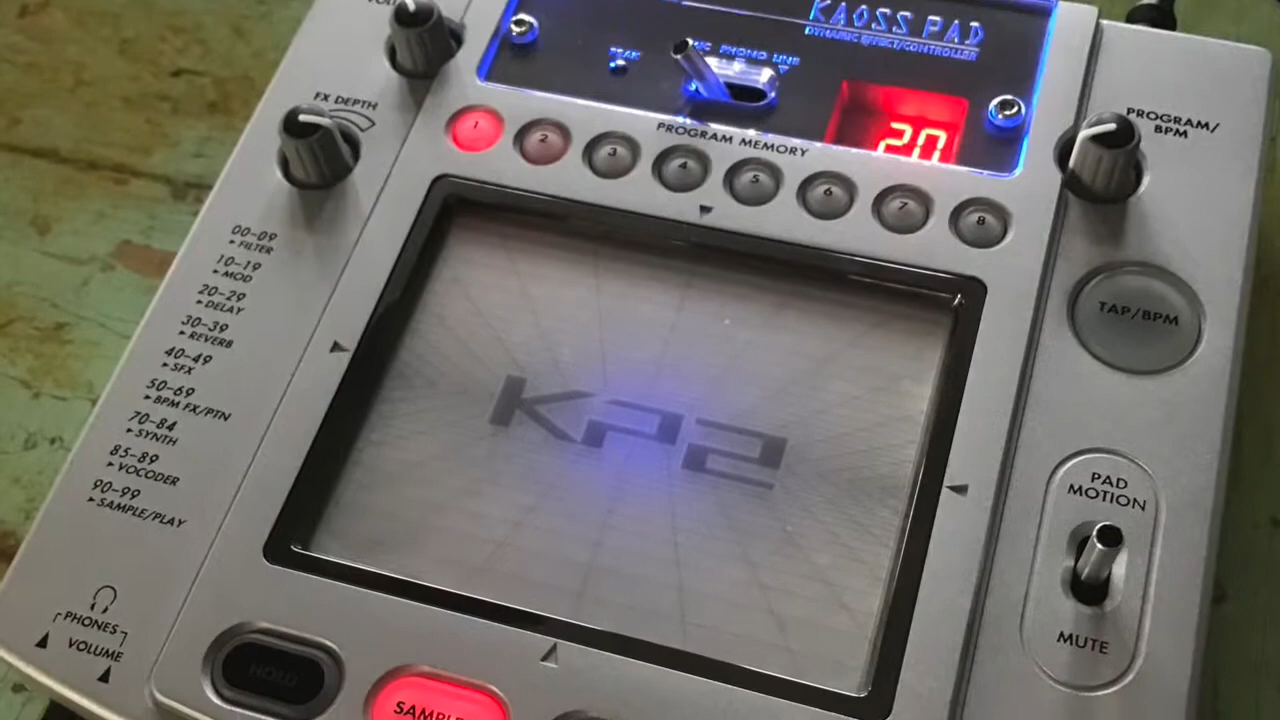 KAOSS PAD
DYNAMIC EFFECT/CONTROLLER
PEAK
MIC PHONO LINE
20
FX DEPTH
PROGRAM MEMORY
1 2 3 4 5 6 7 8
PROGRAM/
BPM
TAP/BPM
00-09
FILTER
10-19
MOD
20-29
DELAY
30-39
REVERB
40-49
SFX
50-69
BPM FX/PTN
70-84
SYNTH
85-89
VOCODER
90-99
SAMPLE/PLAY
KP2
PAD
MOTION
MUTE
PHONES
VOLUME
HOLD
SAMPLE